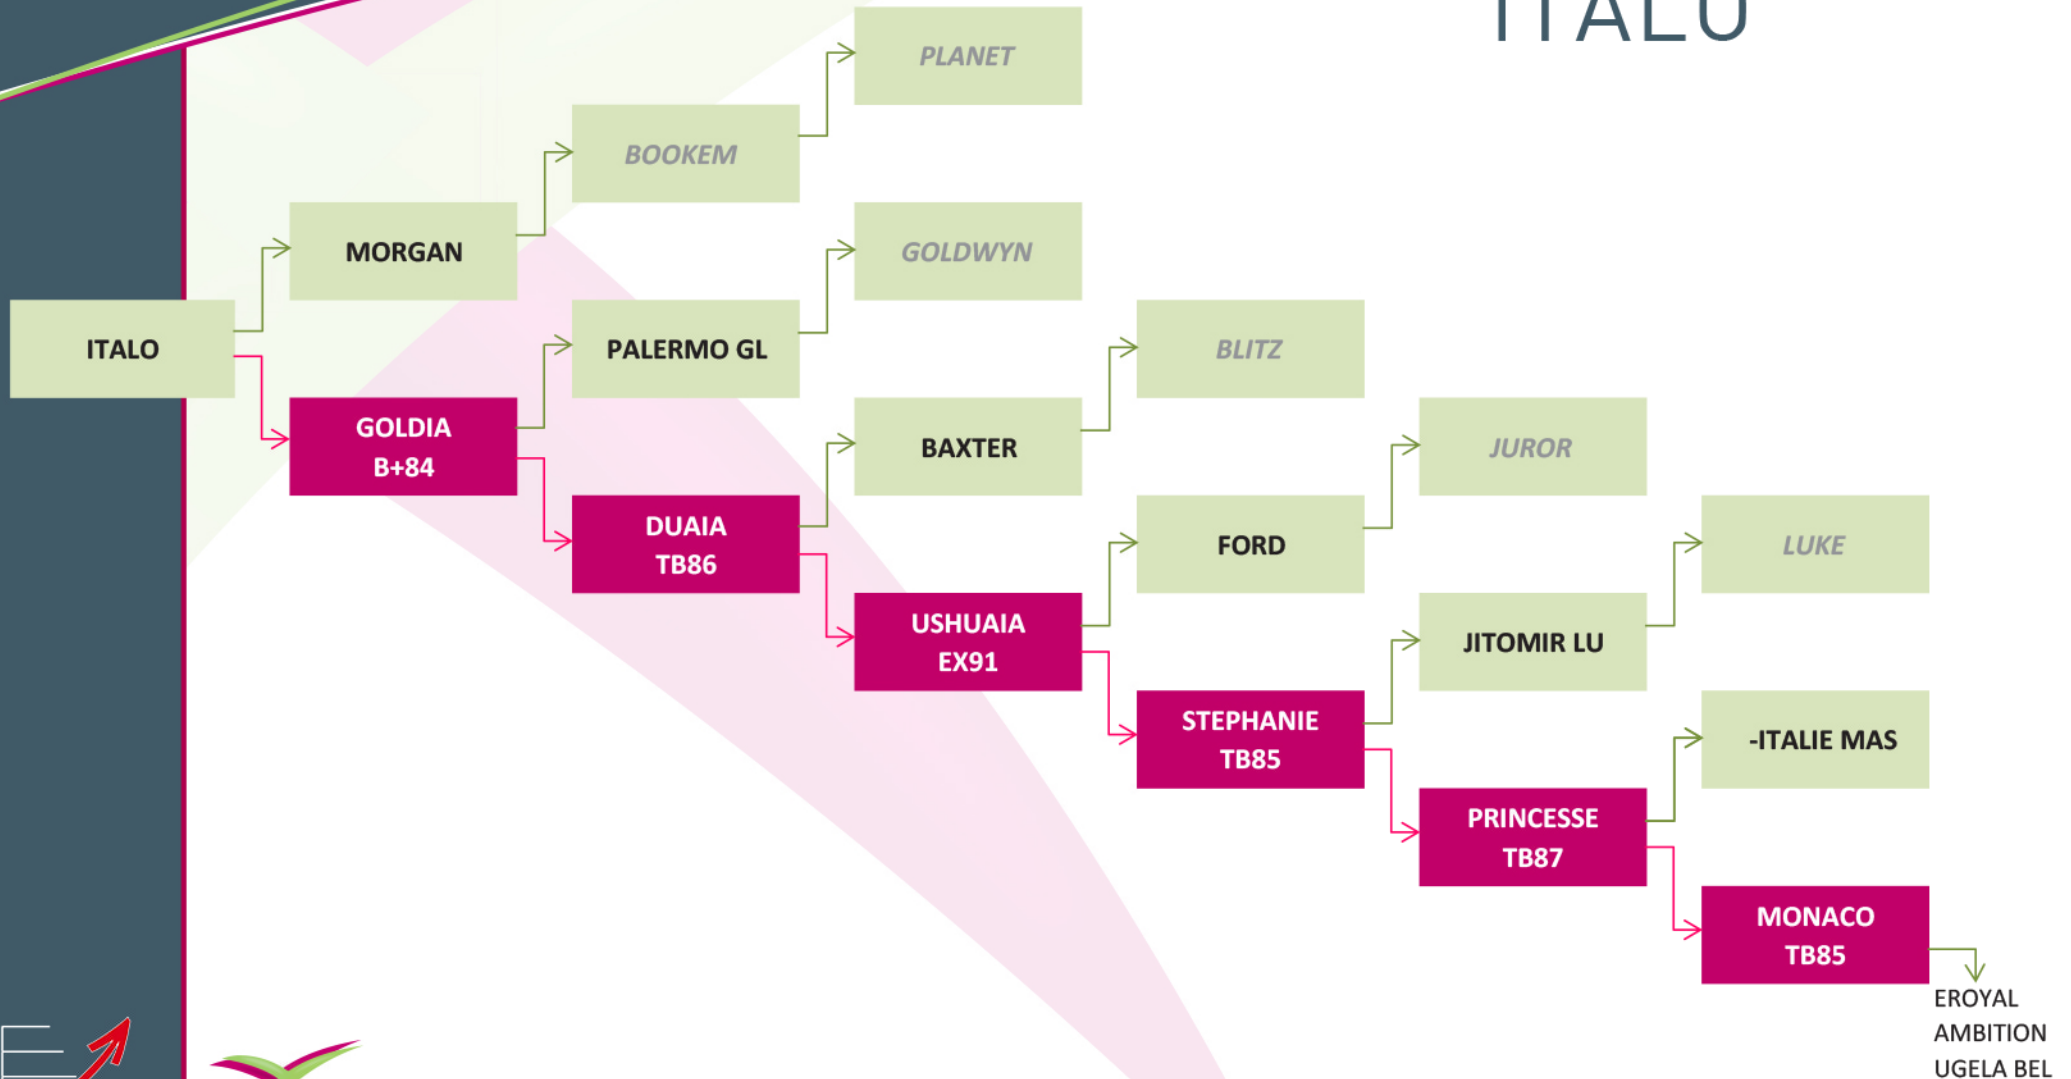 ITALO
PLANET
BOOKEM
MORGAN
GOLDWYN
ITALO
PALERMO GL
BLITZ
GOLDIA
B+84
BAXTER
JUROR
DUAIA
TB86
FORD
LUKE
USHUAIA
EX91
JITOMIR LU
STEPHANIE
TB85
-ITALIE MAS
PRINCESSE
TB87
MONACO
TB85
EROYAL
AMBITION
UGELA BEL